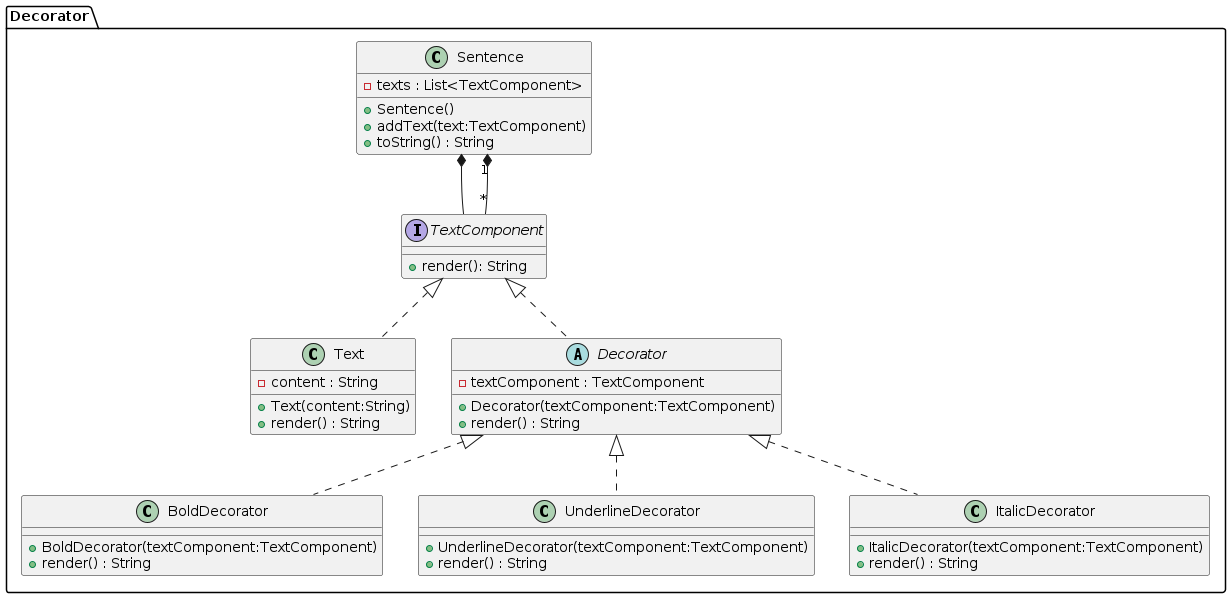 Decorator
C Sentence
texts : List<TextComponent>
Sentence()
addText(text:TextComponent)
toString() : String
1
*
I TextComponent
render(): String
C Text
content : String
Text(content:String)
render() : String
A Decorator
textComponent : TextComponent
Decorator(textComponent:TextComponent)
render() : String
C BoldDecorator
BoldDecorator(textComponent:TextComponent)
render() : String
C UnderlineDecorator
UnderlineDecorator(textComponent:TextComponent)
render() : String
C ItalicDecorator
ItalicDecorator(textComponent:TextComponent)
render() : String